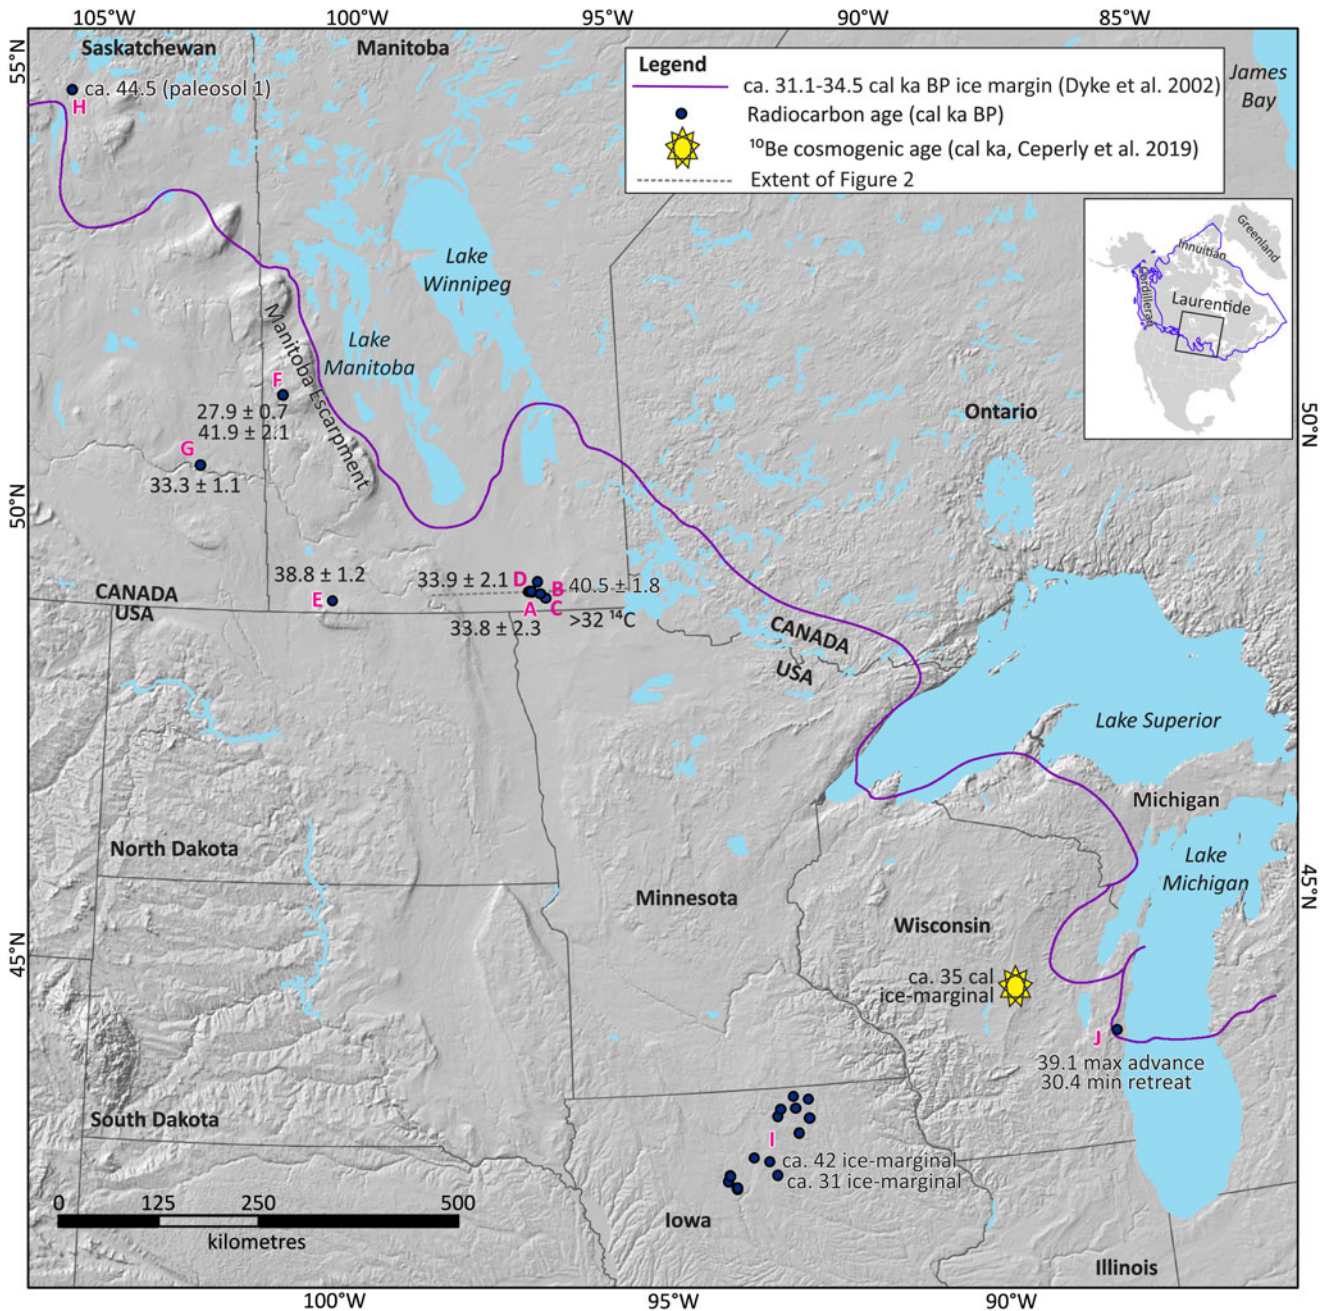 105°W
100°W
95°W
90°W
85°W
55°N
Saskatchewan
Manitoba
James
Bay
Legend
ca. 31.1-34.5 cal ka BP ice margin (Dyke et al. 2002)
Radiocarbon age (cal ka BP)
¹⁰Be cosmogenic age (cal ka, Ceperly et al. 2019)
Extent of Figure 2
ca. 44.5 (paleosol 1)
H
Greenland
Innuitian
Cordilleran
Laurentide
Lake
Winnipeg
Lake
Manitoba
Manitoba Escarpment
F
27.9 ± 0.7
41.9 ± 2.1
G
33.3 ± 1.1
Ontario
50°N
50°N
38.8 ± 1.2
E
33.9 ± 2.1
D
B
40.5 ± 1.8
A
C
>32 ¹⁴C
33.8 ± 2.3
CANADA
USA
CANADA
USA
Lake Superior
Michigan
Lake
Michigan
North Dakota
Minnesota
Wisconsin
45°N
45°N
ca. 35 cal
ice-marginal
J
39.1 max advance
30.4 min retreat
South Dakota
I
ca. 42 ice-marginal
ca. 31 ice-marginal
Iowa
0
125
250
500
kilometres
Illinois
100°W
95°W
90°W